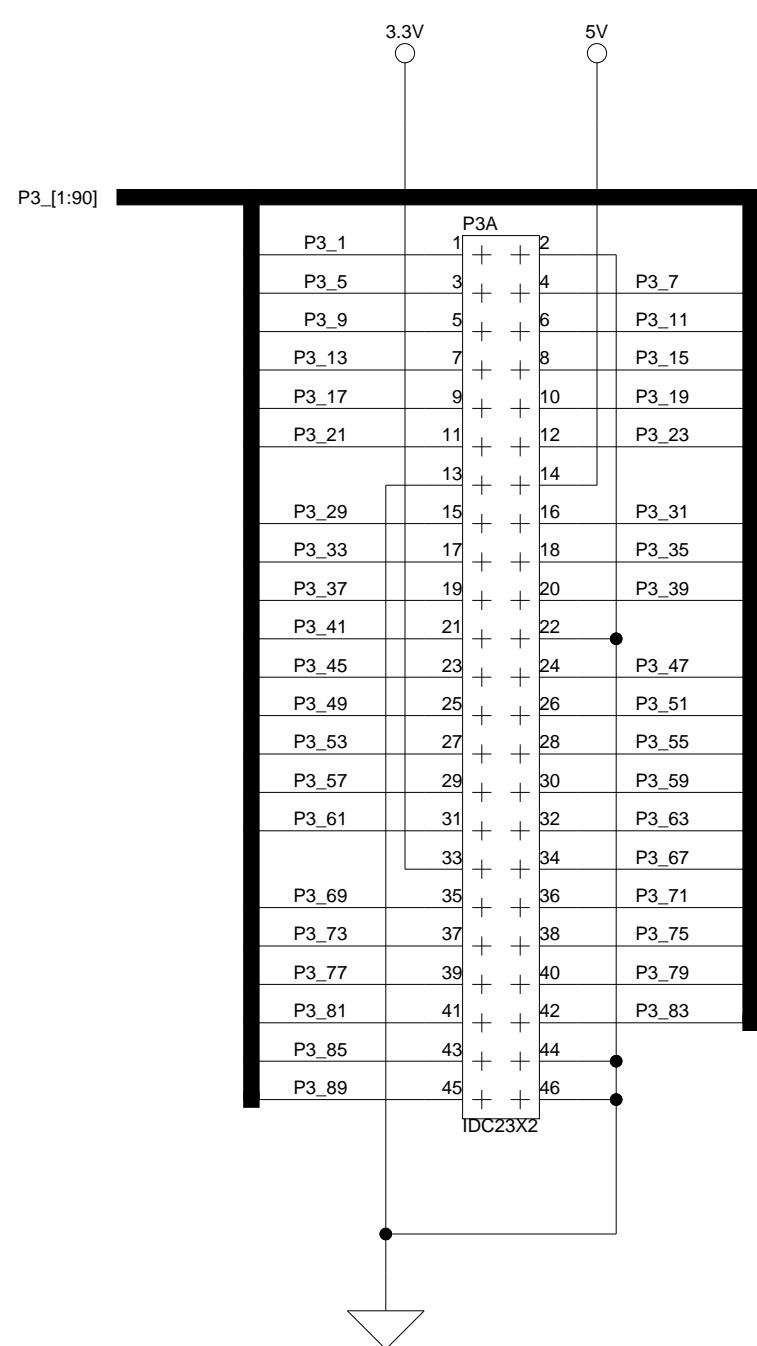 3.3V 5V
P3_[1:90]
P3A
P3_1 1 2
P3_5 3 4 P3_7
P3_9 5 6 P3_11
P3_13 7 8 P3_15
P3_17 9 10 P3_19
P3_21 11 12 P3_23
13 14
P3_29 15 16 P3_31
P3_33 17 18 P3_35
P3_37 19 20 P3_39
P3_41 21 22
P3_45 23 24 P3_47
P3_49 25 26 P3_51
P3_53 27 28 P3_55
P3_57 29 30 P3_59
P3_61 31 32 P3_63
33 34 P3_67
P3_69 35 36 P3_71
P3_73 37 38 P3_75
P3_77 39 40 P3_79
P3_81 41 42 P3_83
P3_85 43 44
P3_89 45 46
IDC23X2